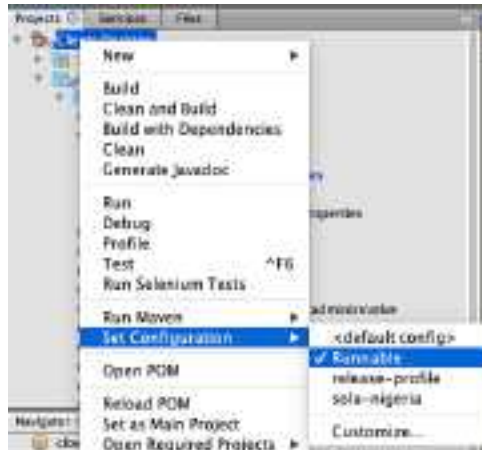 Projects Services Files
New
Build
Clean and Build
Build with Dependencies
Clean
Generate Javadoc
Run
Debug
Profile
Test ^F6
Run Selenium Tests
Run Maven
Set Configuration
<default config>
✓ Runnable
release-profile
sola-nigeria
Customize...
Open POM
Reload POM
Set as Main Project
Open Required Projects
Navigator